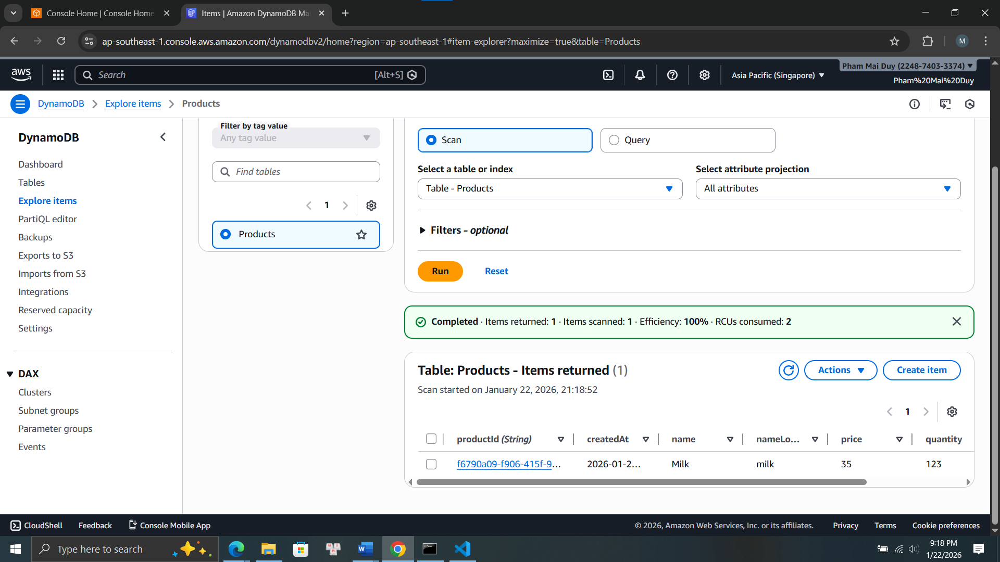 Console Home | Console Home
Items | Amazon DynamoDB Ma
ap-southeast-1.console.aws.amazon.com/dynamodbv2/home?region=ap-southeast-1#item-explorer?maximize=true&table=Products
M
aws
Search
[Alt+S]
Asia Pacific (Singapore)
Pham Mai Duy (2248-7403-3374)
Pham%20Mai%20Duy
DynamoDB
Explore items
Products
DynamoDB
Dashboard
Tables
Explore items
PartiQL editor
Backups
Exports to S3
Imports from S3
Integrations
Reserved capacity
Settings
DAX
Clusters
Subnet groups
Parameter groups
Events
Filter by tag value
Any tag value
Find tables
1
Products
Scan
Query
Select a table or index
Select attribute projection
Table - Products
All attributes
Filters - optional
Run
Reset
Completed · Items returned: 1 · Items scanned: 1 · Efficiency: 100% · RCUs consumed: 2
Table: Products - Items returned (1)
Actions
Create item
Scan started on January 22, 2026, 21:18:52
1
productId (String)
createdAt
name
nameLo...
price
quantity
f6790a09-f906-415f-9...
2026-01-2...
Milk
milk
35
123
CloudShell
Feedback
Console Mobile App
© 2026, Amazon Web Services, Inc. or its affiliates.
Privacy
Terms
Cookie preferences
Type here to search
9:18 PM
1/22/2026